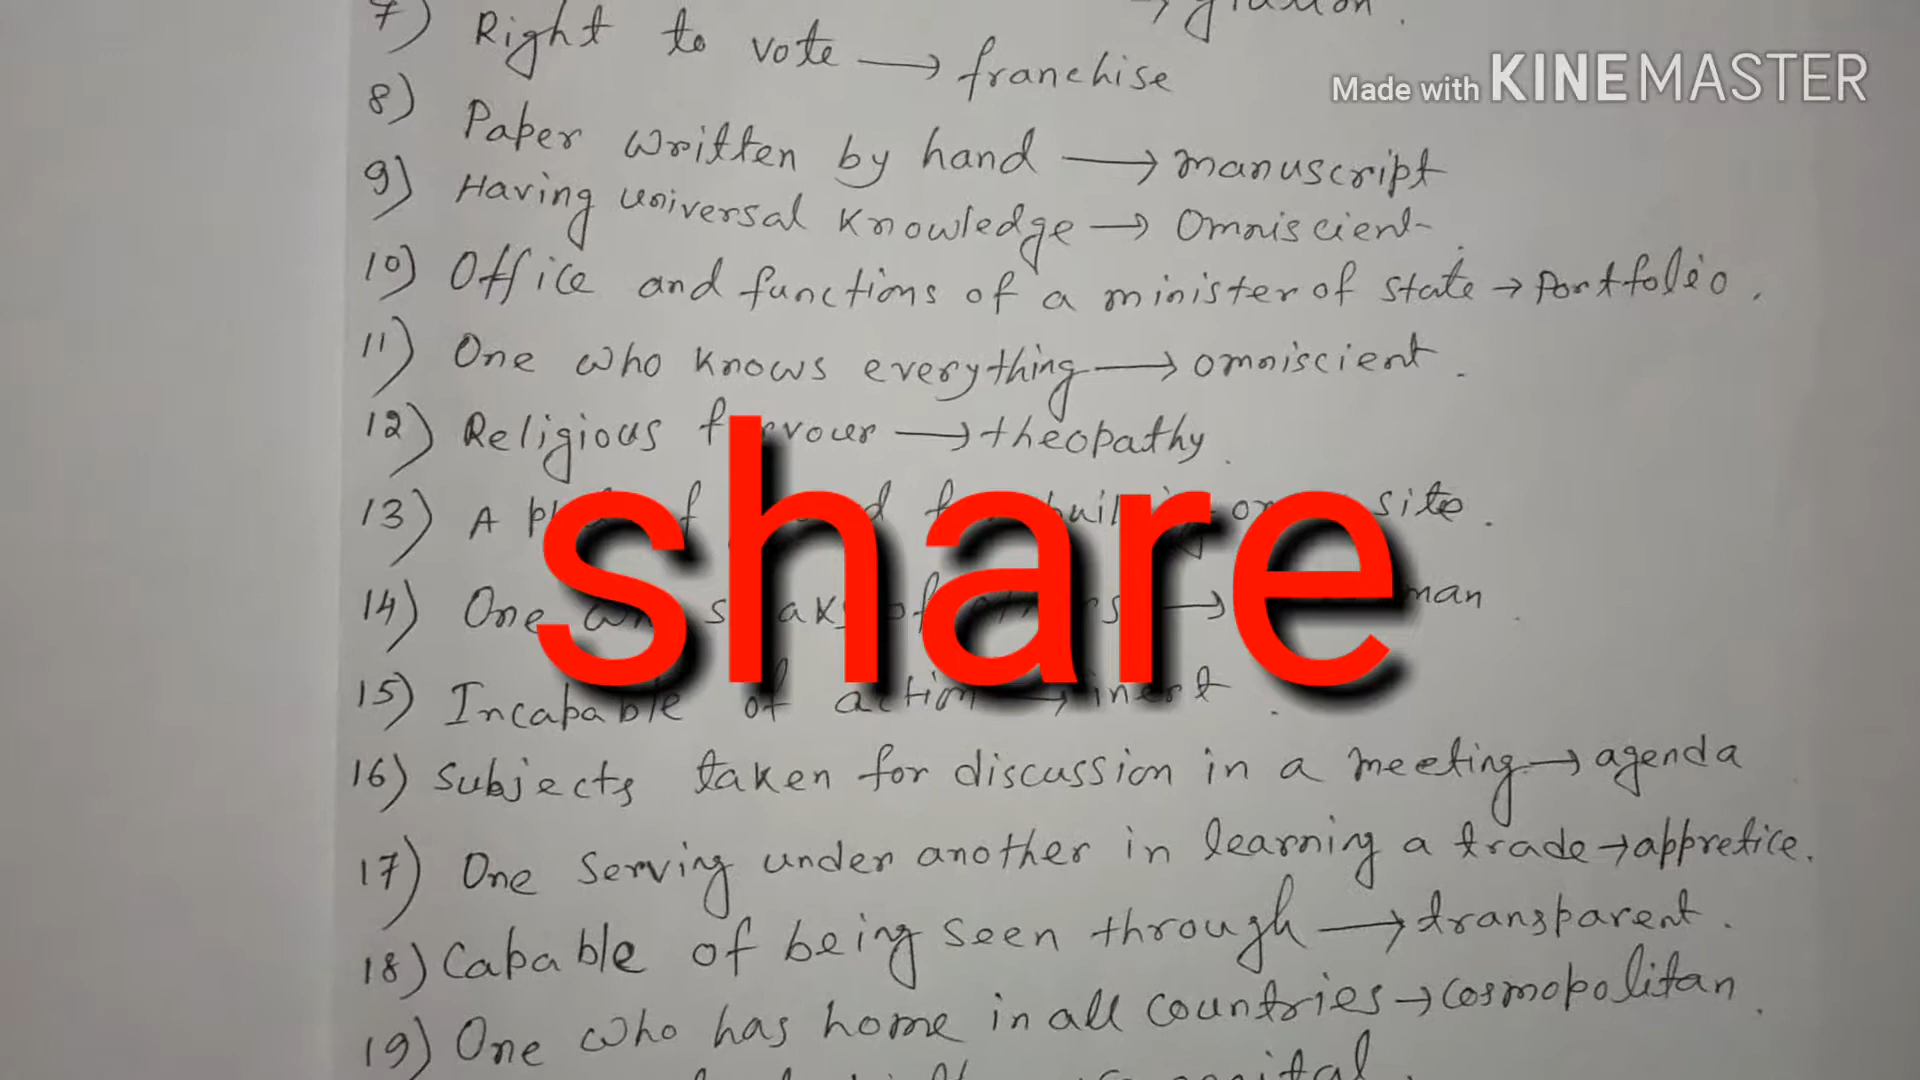 7) Right to vote → franchise
Made with KINEMASTER
8) Paper written by hand → manuscript
9) Having universal knowledge → Omniscient
10) Office and functions of a minister of state → Portfolio.
11) One who knows everything → omniscient.
12) Religious → theopathy.
13) A site.
share
14) One
15) Incapable of action → inert.
16) Subjects taken for discussion in a meeting → agenda
17) One serving under another in learning a trade → appretice.
18) Capable of being seen through → transparent.
19) One who has home in all countries → cosmopolitan.